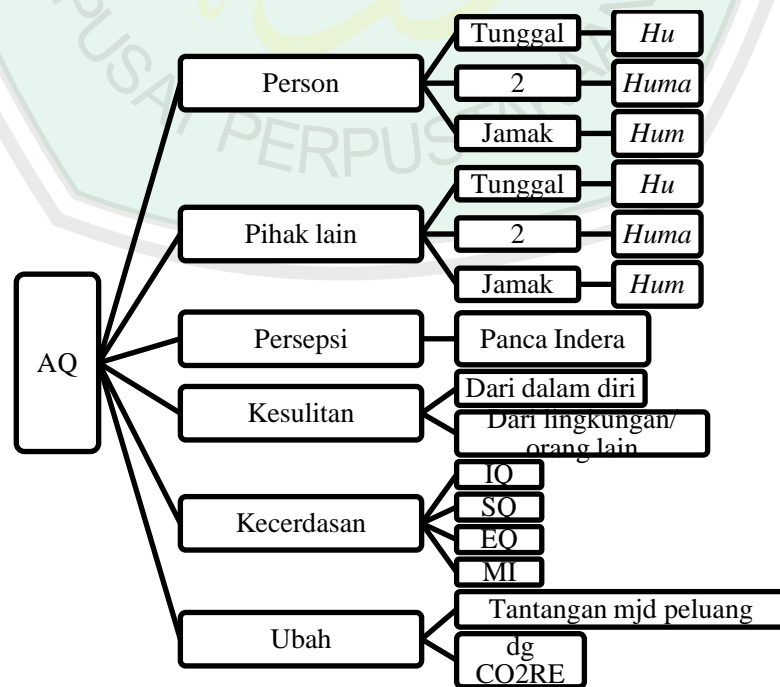 AQ
Person
Tunggal
Hu
2
Huma
Jamak
Hum
Pihak lain
Tunggal
Hu
2
Huma
Jamak
Hum
Persepsi
Panca Indera
Kesulitan
Dari dalam diri
Dari lingkungan/
orang lain
Kecerdasan
IQ
SQ
EQ
MI
Ubah
Tantangan mjd peluang
dg
CO2RE
PUSAT PERPUSTAKAAN